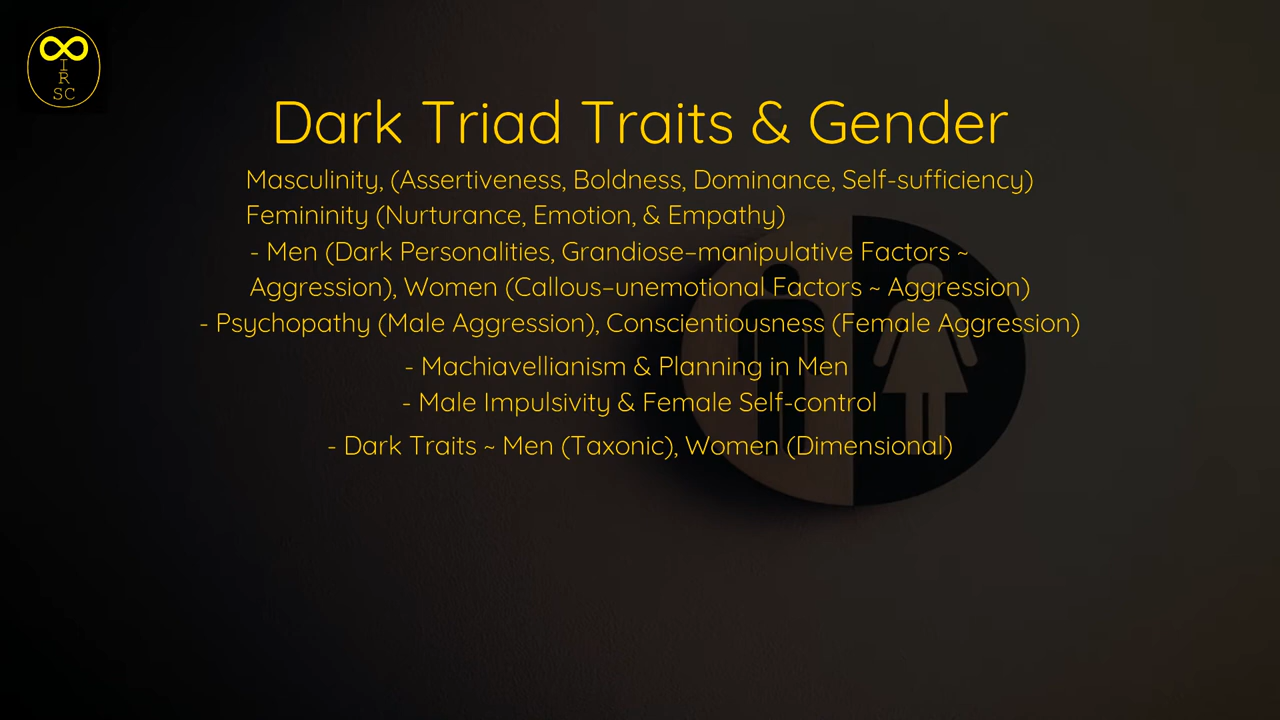 ∞
I
R
SC
Dark Triad Traits & Gender
Masculinity, (Assertiveness, Boldness, Dominance, Self-sufficiency)
Femininity (Nurturance, Emotion, & Empathy)
- Men (Dark Personalities, Grandiose–manipulative Factors ~
Aggression), Women (Callous–unemotional Factors ~ Aggression)
- Psychopathy (Male Aggression), Conscientiousness (Female Aggression)
- Machiavellianism & Planning in Men
- Male Impulsivity & Female Self-control
- Dark Traits ~ Men (Taxonic), Women (Dimensional)